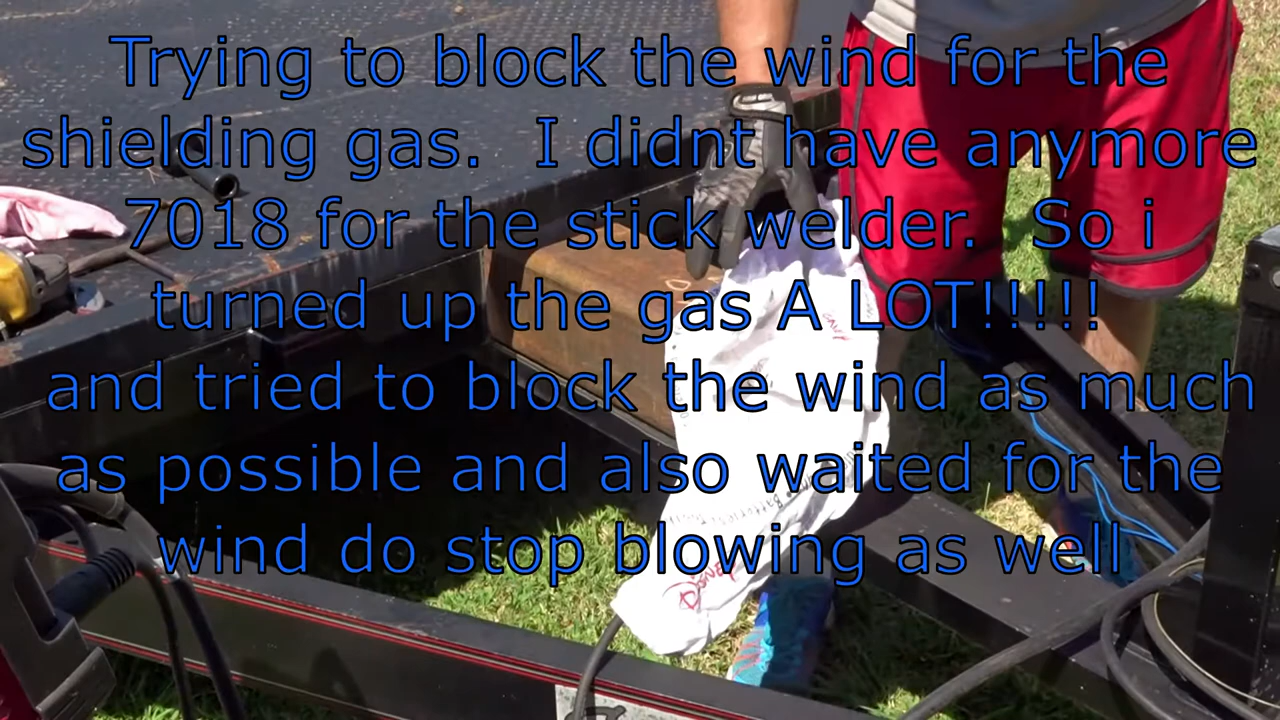 Trying to block the wind for the
shielding gas.  I didnt have anymore
7018 for the stick welder.  So i
turned up the gas A LOT!!!!!
and tried to block the wind as much
as possible and also waited for the
wind do stop blowing as well